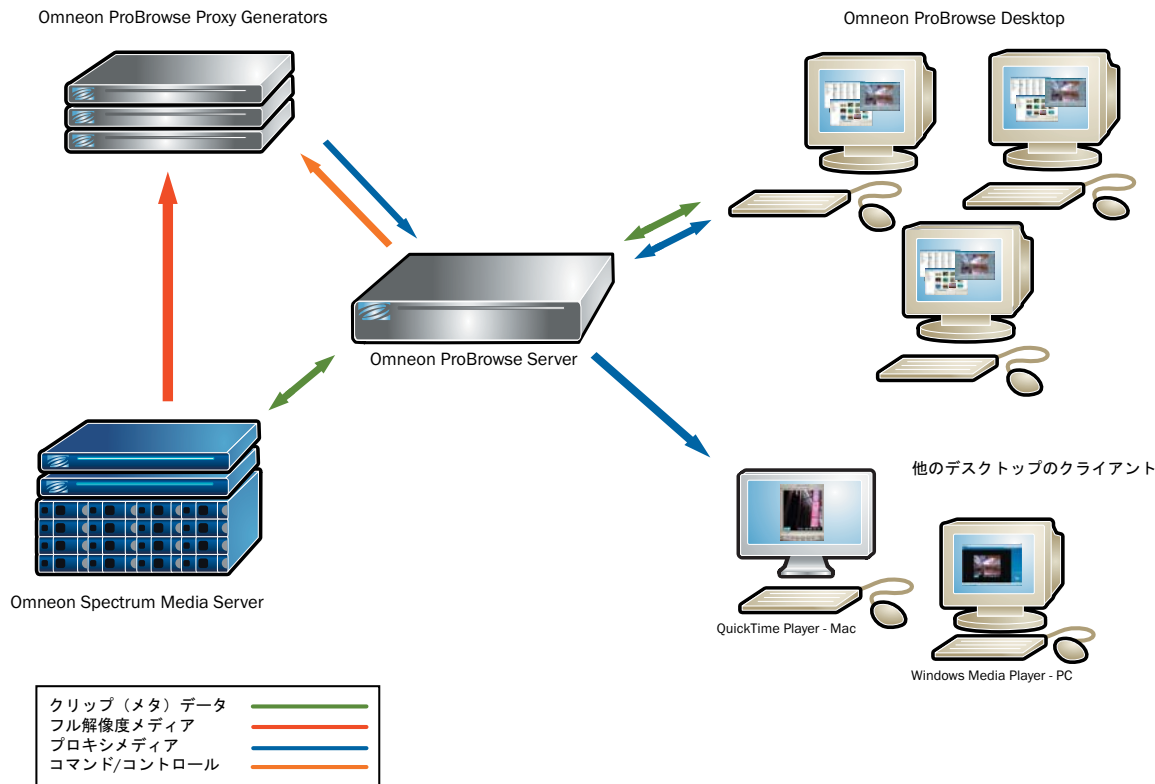 Omneon ProBrowse Proxy Generators
Omneon ProBrowse Desktop
Omneon ProBrowse Server
Omneon Spectrum Media Server
他のデスクトップのクライアント
QuickTime Player - Mac
Windows Media Player - PC
クリップ（メタ）データ
フル解像度メディア
プロキシメディア
コマンド/コントロール